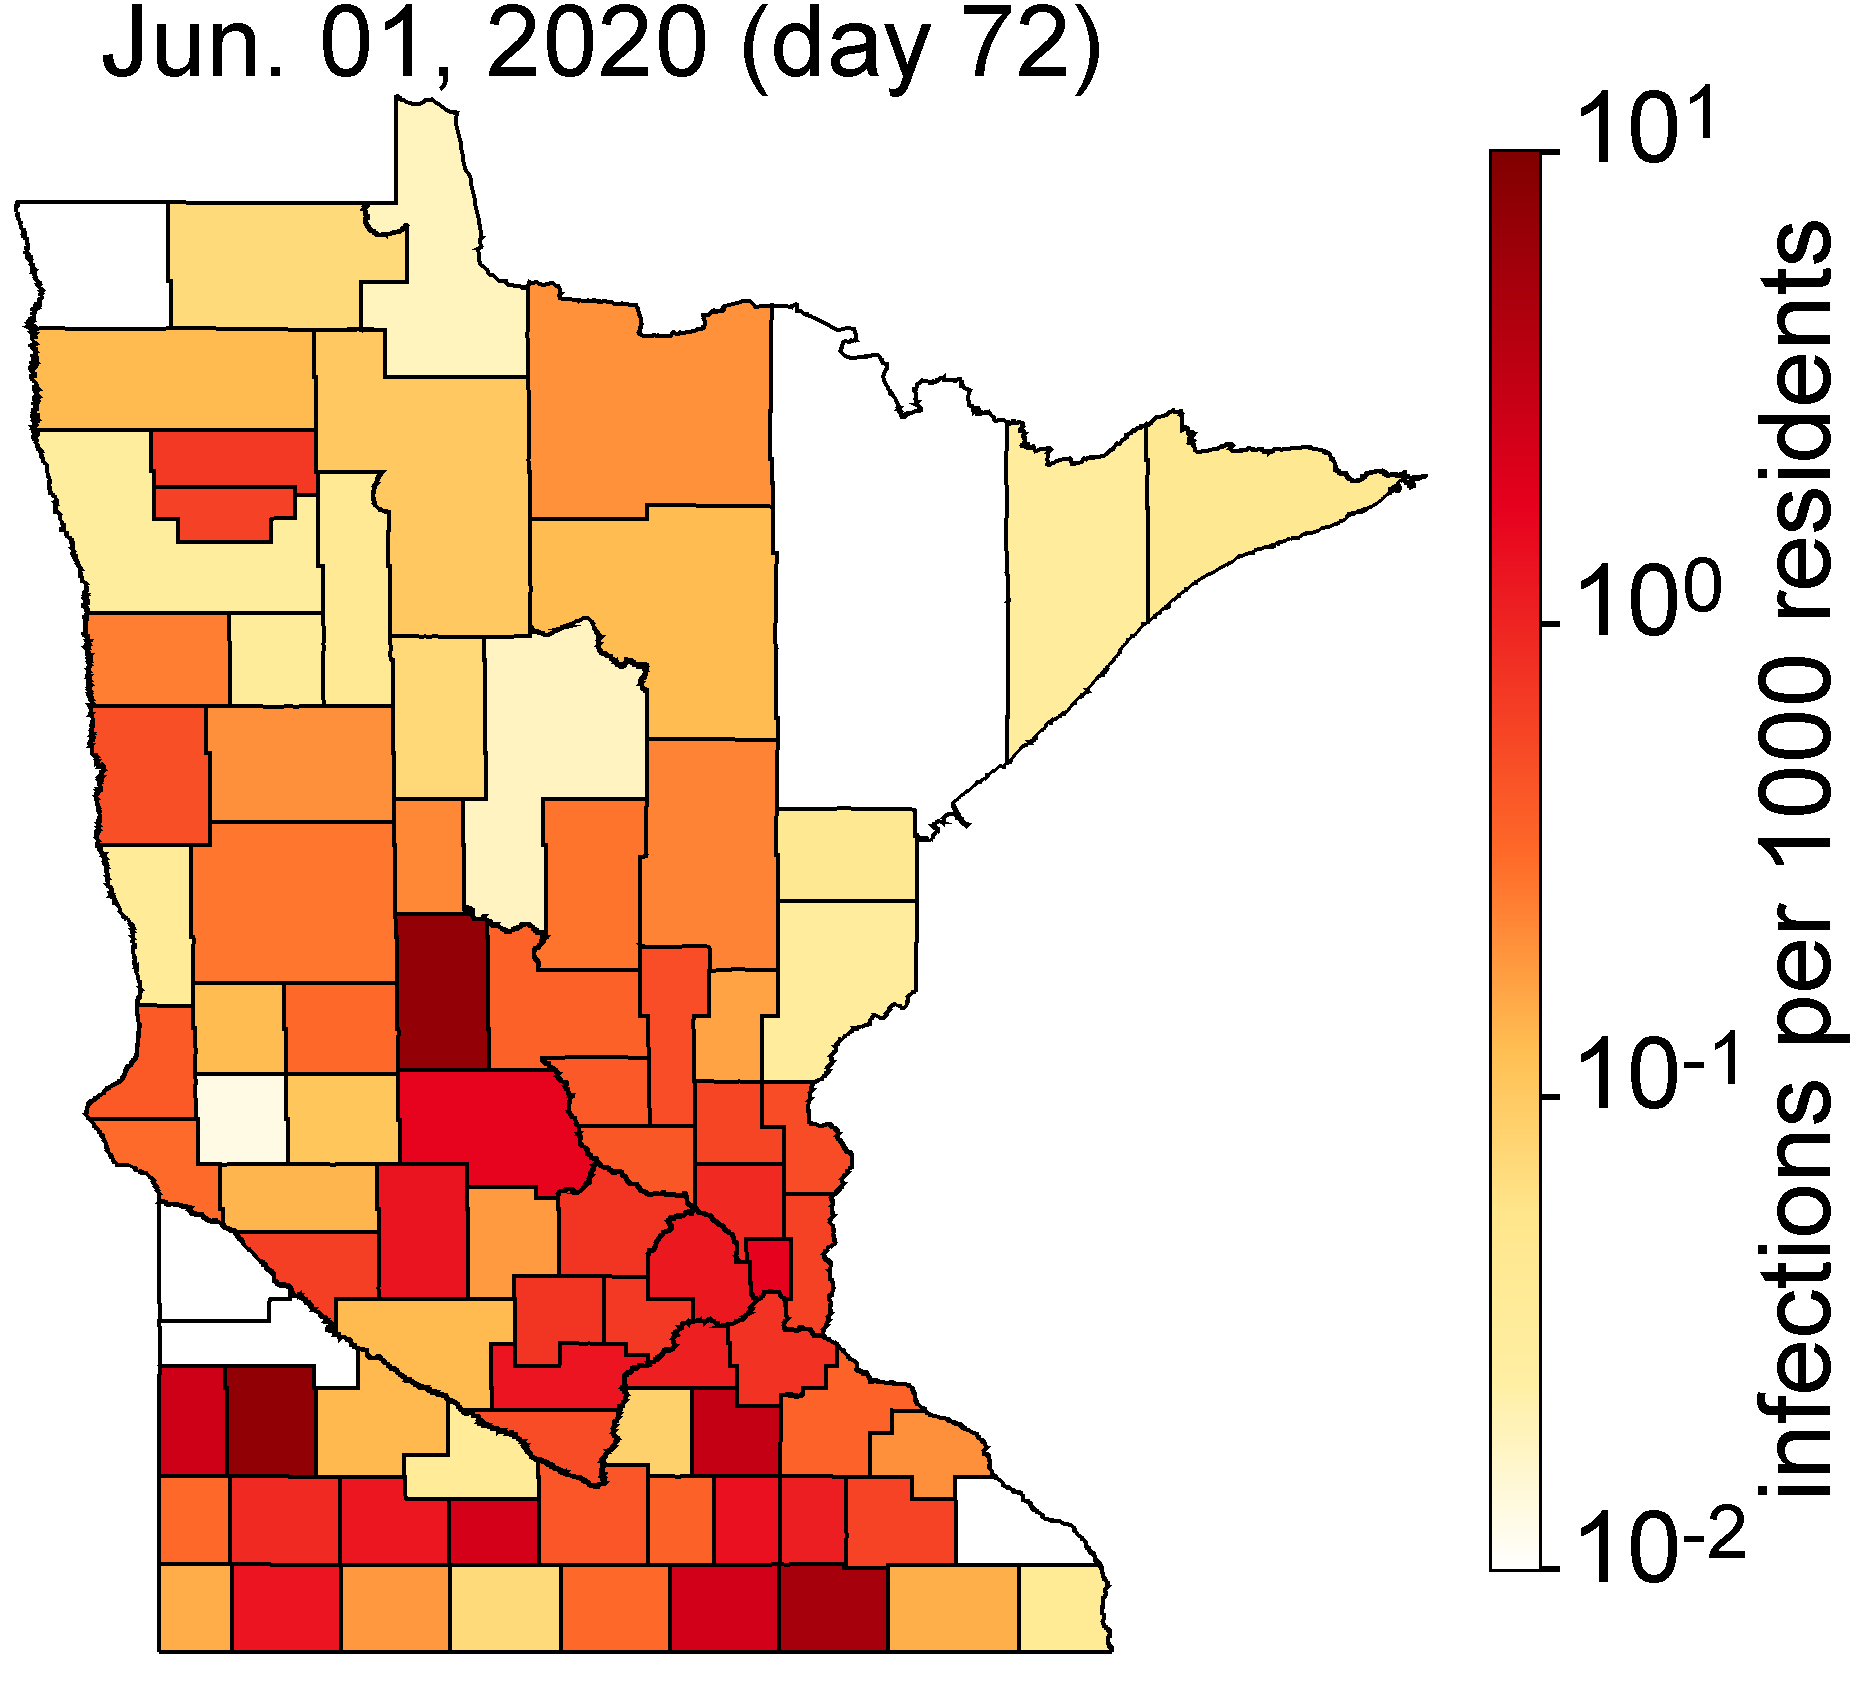 Jun. 01, 2020 (day 72)
10¹
10⁰
10⁻¹
10⁻²
infections per 1000 residents